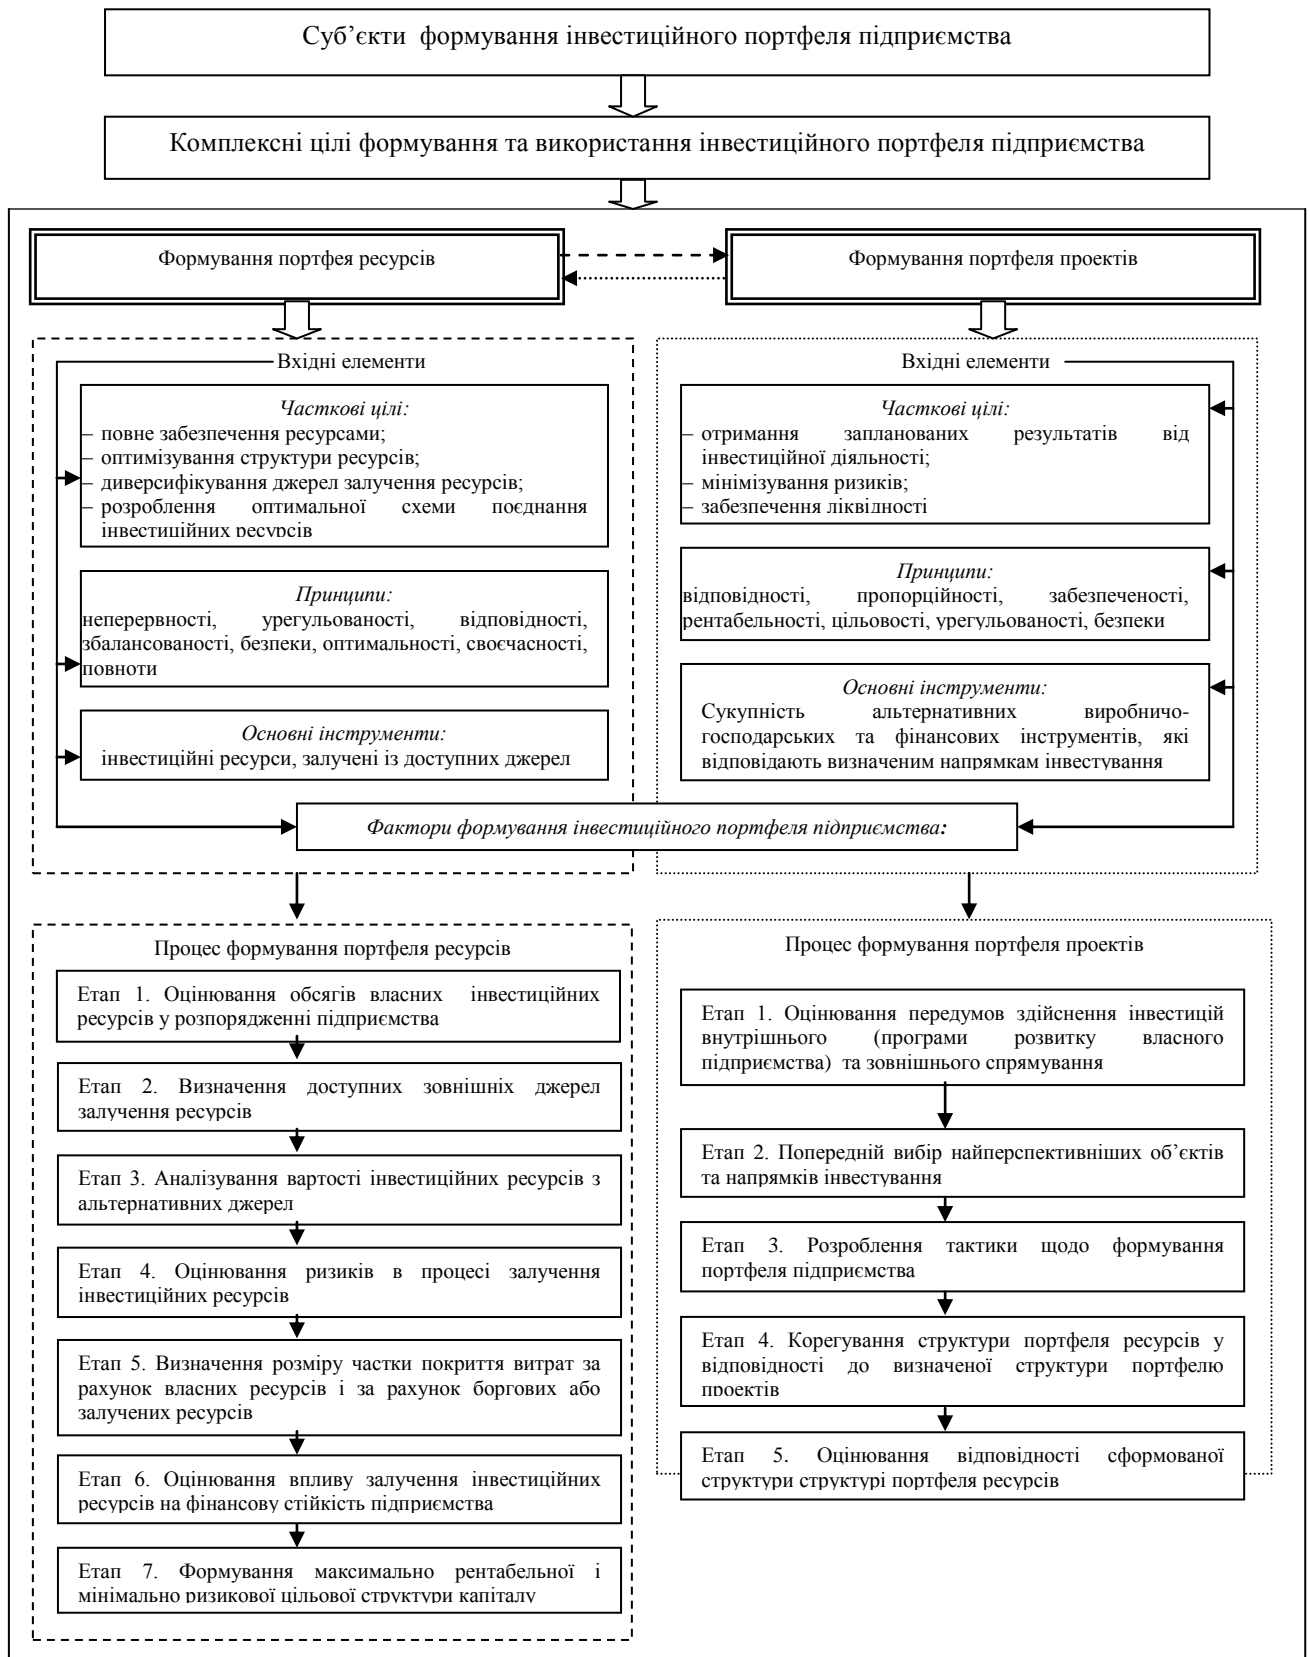 Суб’єкти формування інвестиційного портфеля підприємства
Комплексні цілі формування та використання інвестиційного портфеля підприємства
Формування портфея ресурсів
Формування портфеля проектів
Вхідні елементи
Часткові цілі:
– повне забезпечення ресурсами;
– оптимізування структури ресурсів;
– диверсифікування джерел залучення ресурсів;
– розроблення оптимальної схеми поєднання
інвестиційних ресурсів
Принципи:
неперервності, урегульованості, відповідності,
збалансованості, безпеки, оптимальності, своєчасності,
повноти
Основні інструменти:
інвестиційні ресурси, залучені із доступних джерел
Вхідні елементи
Часткові цілі:
– отримання запланованих результатів від
інвестиційної діяльності;
– мінімізування ризиків;
– забезпечення ліквідності
Принципи:
відповідності, пропорційності, забезпеченості,
рентабельності, цільовості, урегульованості, безпеки
Основні інструменти:
Сукупність альтернативних виробничо-
господарських та фінансових інструментів, які
відповідають визначеним напрямкам інвестування
Фактори формування інвестиційного портфеля підприємства:
Процес формування портфеля ресурсів
Етап 1. Оцінювання обсягів власних інвестиційних
ресурсів у розпорядженні підприємства
Етап 2. Визначення доступних зовнішніх джерел
залучення ресурсів
Етап 3. Аналізування вартості інвестиційних ресурсів з
альтернативних джерел
Етап 4. Оцінювання ризиків в процесі залучення
інвестиційних ресурсів
Етап 5. Визначення розміру частки покриття витрат за
рахунок власних ресурсів і за рахунок боргових або
залучених ресурсів
Етап 6. Оцінювання впливу залучення інвестиційних
ресурсів на фінансову стійкість підприємства
Етап 7. Формування максимально рентабельної і
мінімально ризикової цільової структури капіталу
Процес формування портфеля проектів
Етап 1. Оцінювання передумов здійснення інвестицій
внутрішнього (програми розвитку власного
підприємства) та зовнішнього спрямування
Етап 2. Попередній вибір найперспективніших об’єктів
та напрямків інвестування
Етап 3. Розроблення тактики щодо формування
портфеля підприємства
Етап 4. Корегування структури портфеля ресурсів у
відповідності до визначеної структури портфелю
проектів
Етап 5. Оцінювання відповідності сформованої
структури структурі портфеля ресурсів